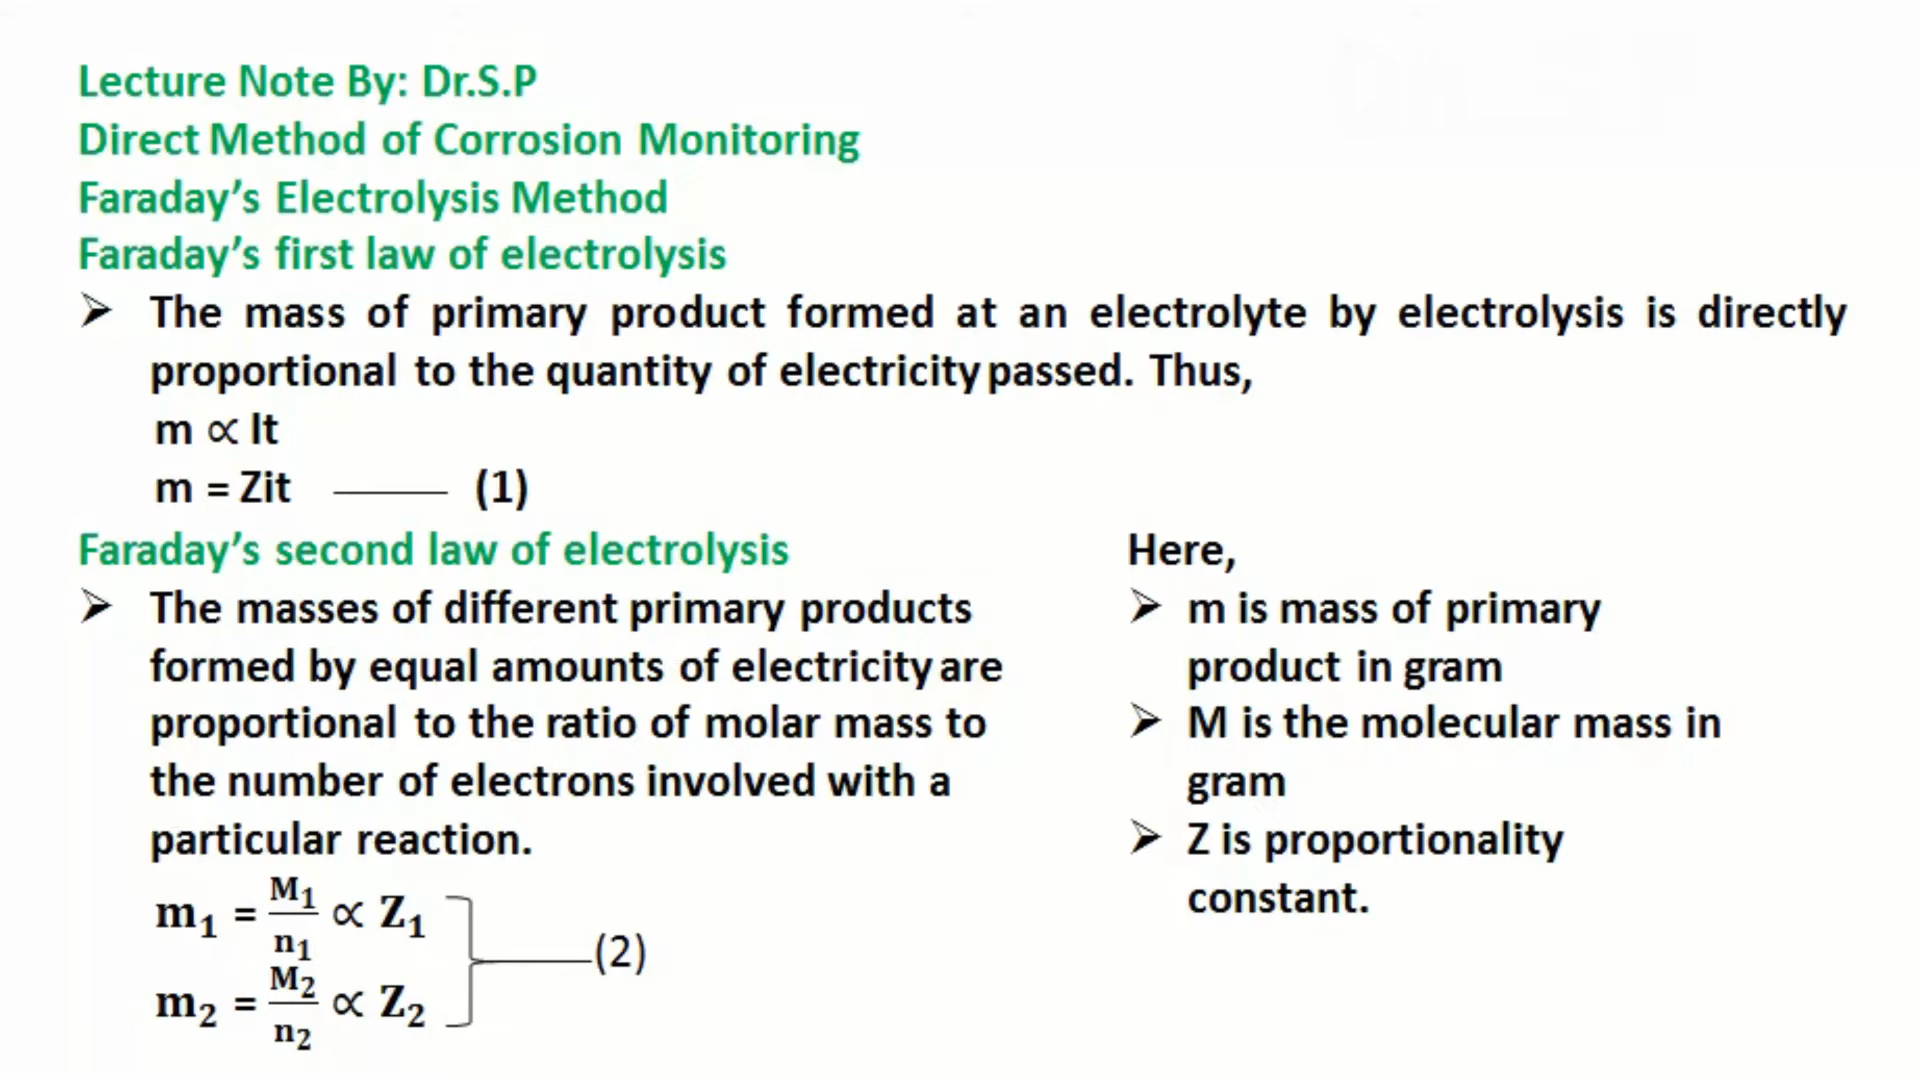 Lecture Note By: Dr.S.P
Direct Method of Corrosion Monitoring
Faraday’s Electrolysis Method
Faraday’s first law of electrolysis
➢ The mass of primary product formed at an electrolyte by electrolysis is directly
proportional to the quantity of electricity passed. Thus,
m ∝ It
m = Zit —— (1)
Faraday’s second law of electrolysis
➢ The masses of different primary products
formed by equal amounts of electricity are
proportional to the ratio of molar mass to
the number of electrons involved with a
particular reaction.
m₁ = M₁/n₁ ∝ Z₁
m₂ = M₂/n₂ ∝ Z₂
(2)
Here,
➢ m is mass of primary
product in gram
➢ M is the molecular mass in
gram
➢ Z is proportionality
constant.